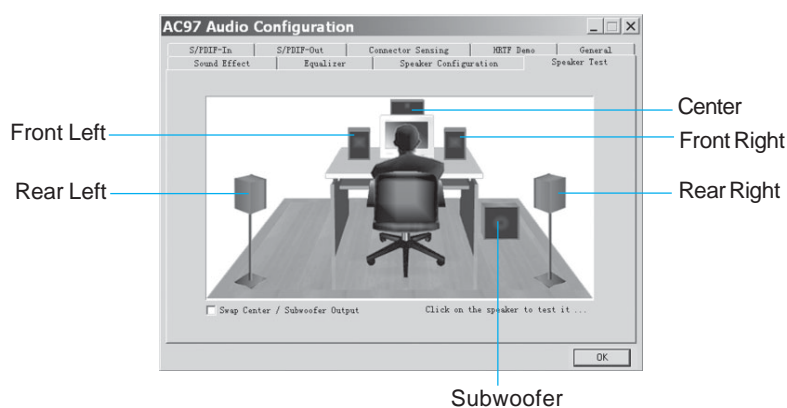 AC97 Audio Configuration
S/PDIF-In S/PDIF-Out Connector Sensing HRTF Demo General
Sound Effect Equalizer Speaker Configuration Speaker Test
Center
Front Left
Front Right
Rear Left
Rear Right
Swap Center / Subwoofer Output Click on the speaker to test it ...
OK
Subwoofer